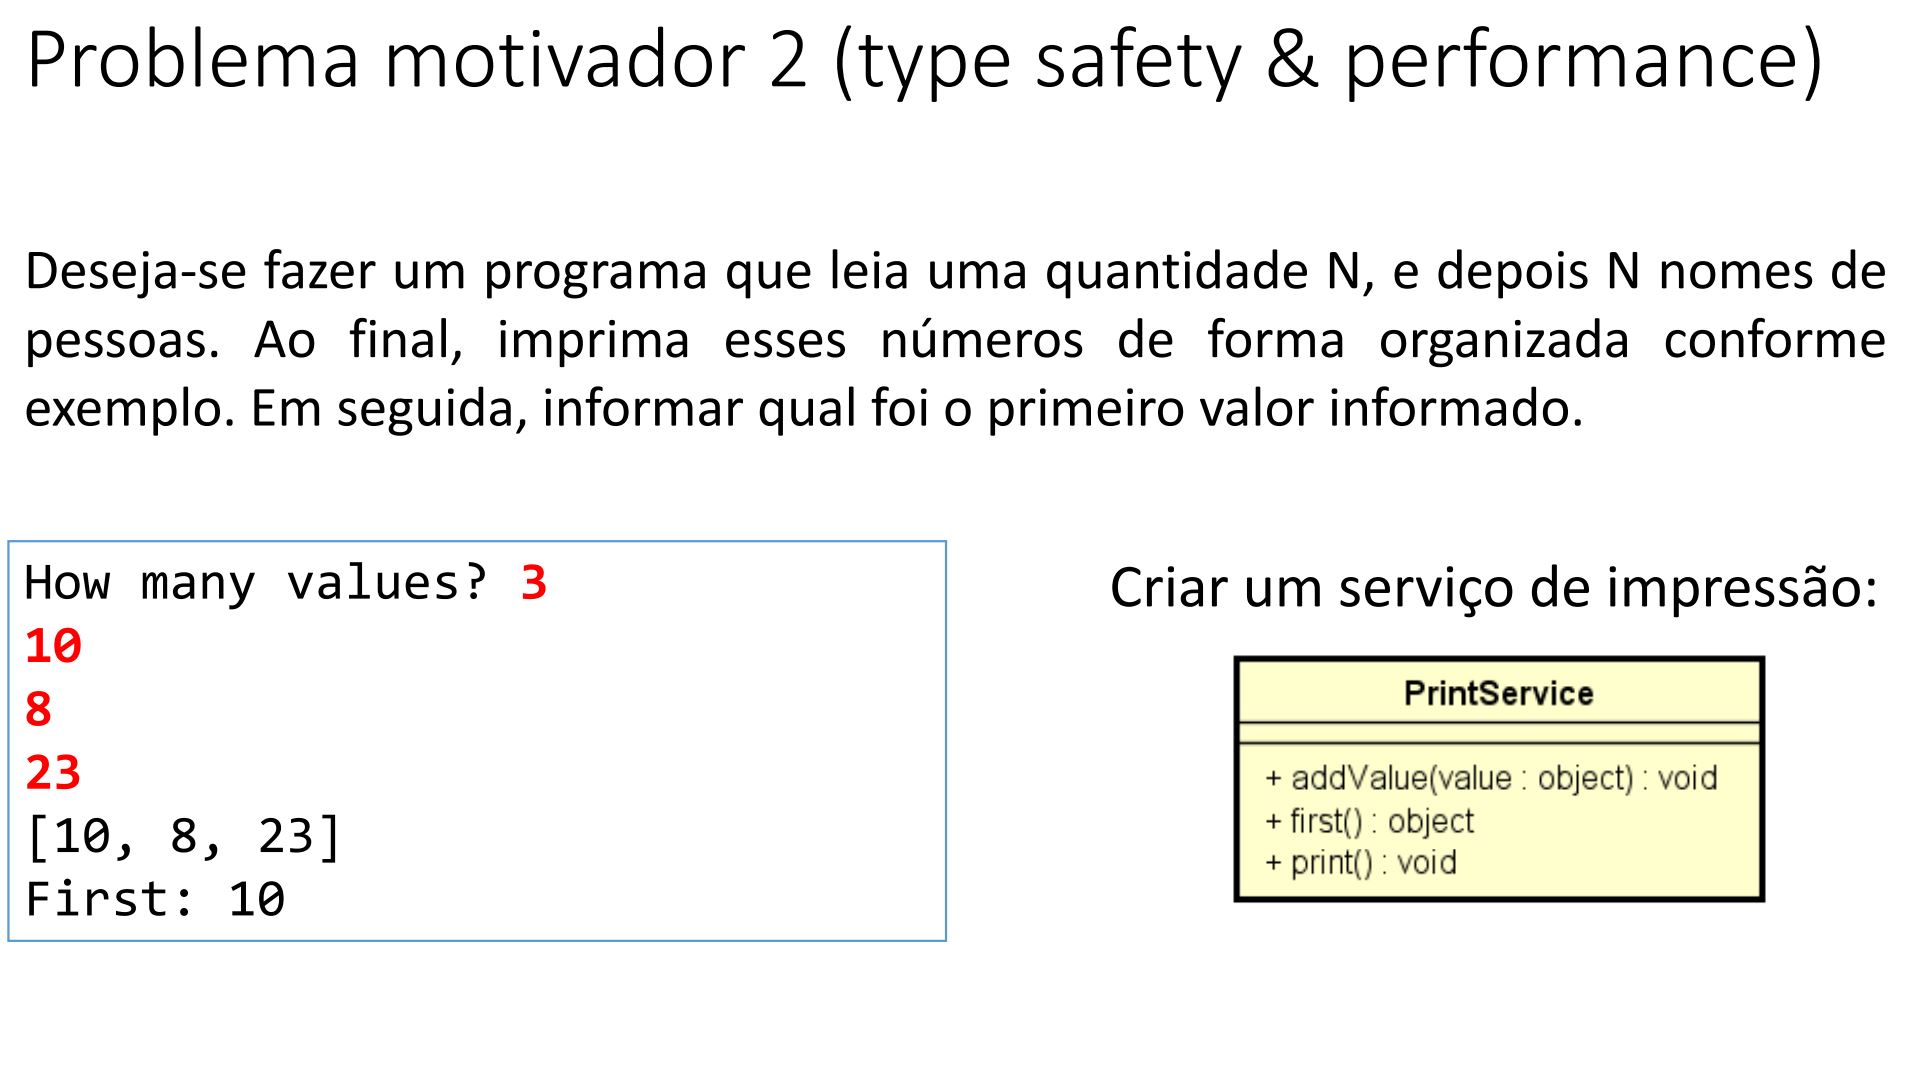 Problema motivador 2 (type safety & performance)
Deseja-se fazer um programa que leia uma quantidade N, e depois N nomes de
pessoas. Ao final, imprima esses números de forma organizada conforme
exemplo. Em seguida, informar qual foi o primeiro valor informado.
How many values? 3
10
8
23
[10, 8, 23]
First: 10
Criar um serviço de impressão:
PrintService
+ addValue(value : object) : void
+ first() : object
+ print() : void